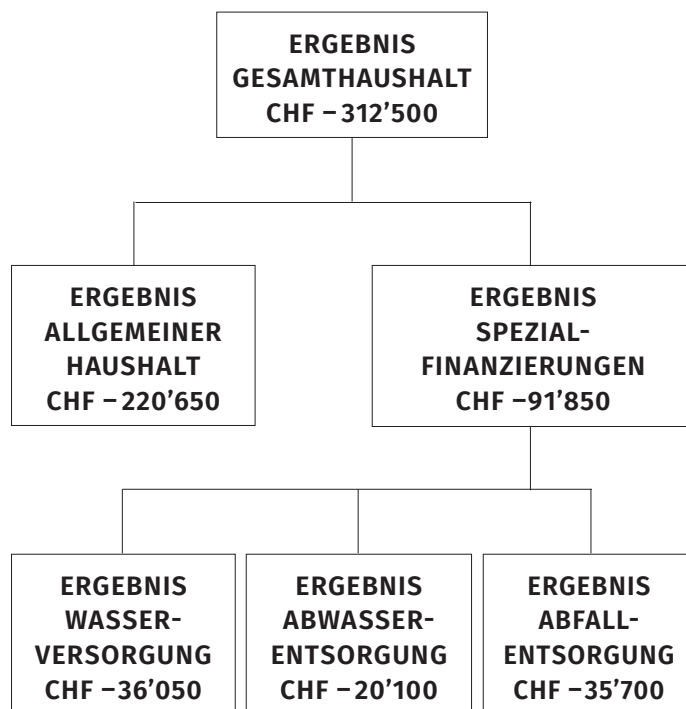 ERGEBNIS
GESAMTHAUSHALT
CHF –312’500
ERGEBNIS
ALLGEMEINER
HAUSHALT
CHF –220’650
ERGEBNIS
SPEZIAL-
FINANZIERUNGEN
CHF –91’850
ERGEBNIS
WASSER-
VERSORGUNG
CHF –36’050
ERGEBNIS
ABWASSER-
ENTSORGUNG
CHF –20’100
ERGEBNIS
ABFALL-
ENTSORGUNG
CHF –35’700